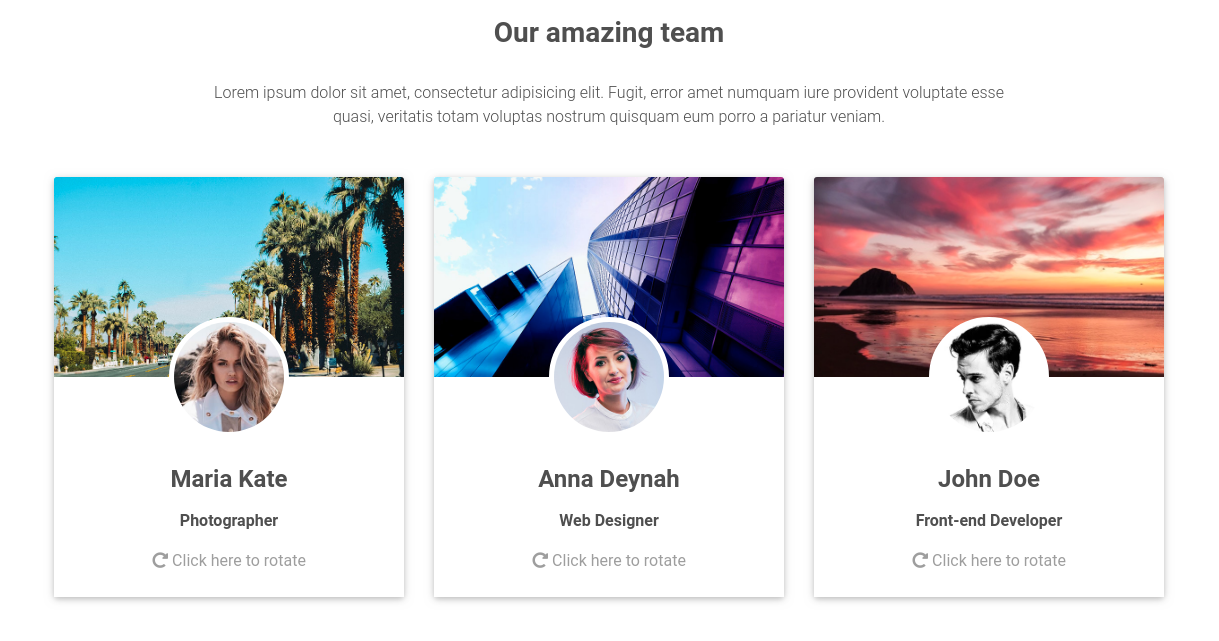 Our amazing team
Lorem ipsum dolor sit amet, consectetur adipisicing elit. Fugit, error amet numquam iure provident voluptate esse
quasi, veritatis totam voluptas nostrum quisquam eum porro a pariatur veniam.
Maria Kate
Photographer
Click here to rotate
Anna Deynah
Web Designer
Click here to rotate
John Doe
Front-end Developer
Click here to rotate